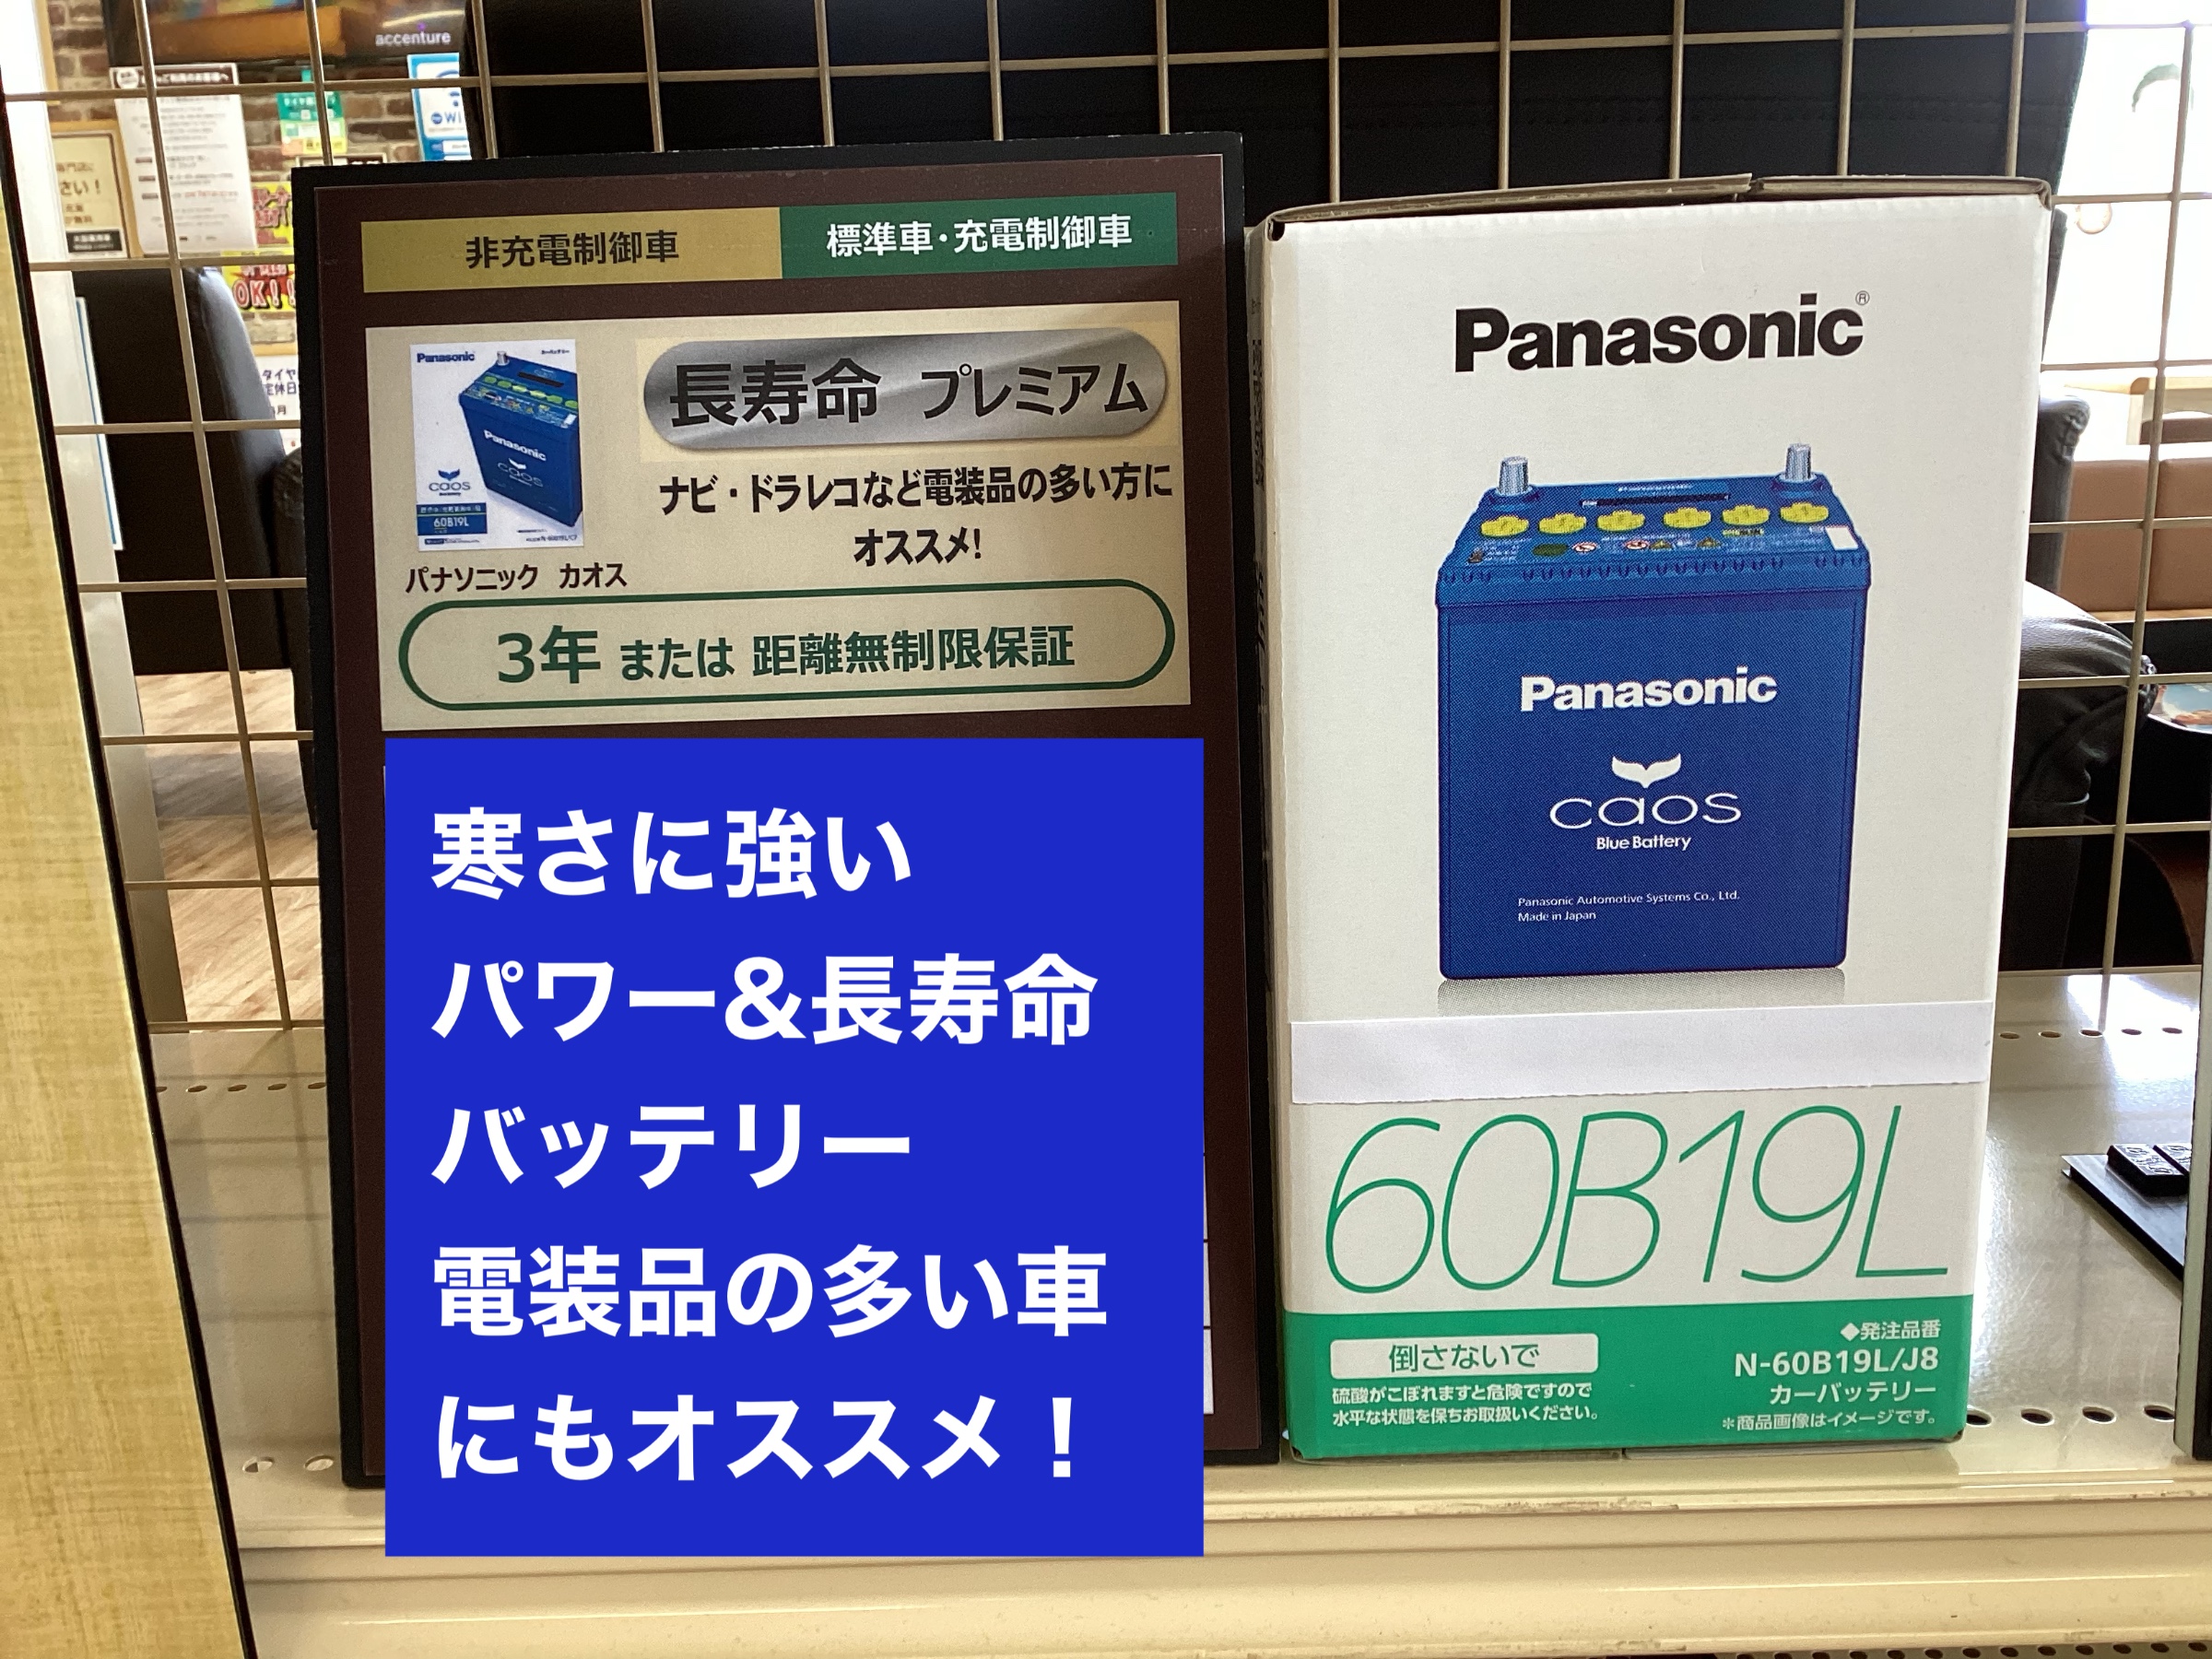 accenture
非充電制御車
標準車・充電制御車
Panasonic
Panasonic
caos
60B19L
長寿命 プレミアム
ナビ・ドラレコなど電装品の多い方に
オススメ!
パナソニック カオス
3年 または 距離無制限保証
寒さに強い
パワー&長寿命
バッテリー
電装品の多い車
にもオススメ！
Panasonic®
Panasonic
caos
Blue Battery
Panasonic Automotive Systems Co., Ltd.
Made in Japan
60B19L
倒さないで
硫酸がこぼれますと危険ですので
水平な状態を保ちお取扱いください。
◆発注品番
N-60B19L/J8
カーバッテリー
※商品画像はイメージです。
さい！
OK!!